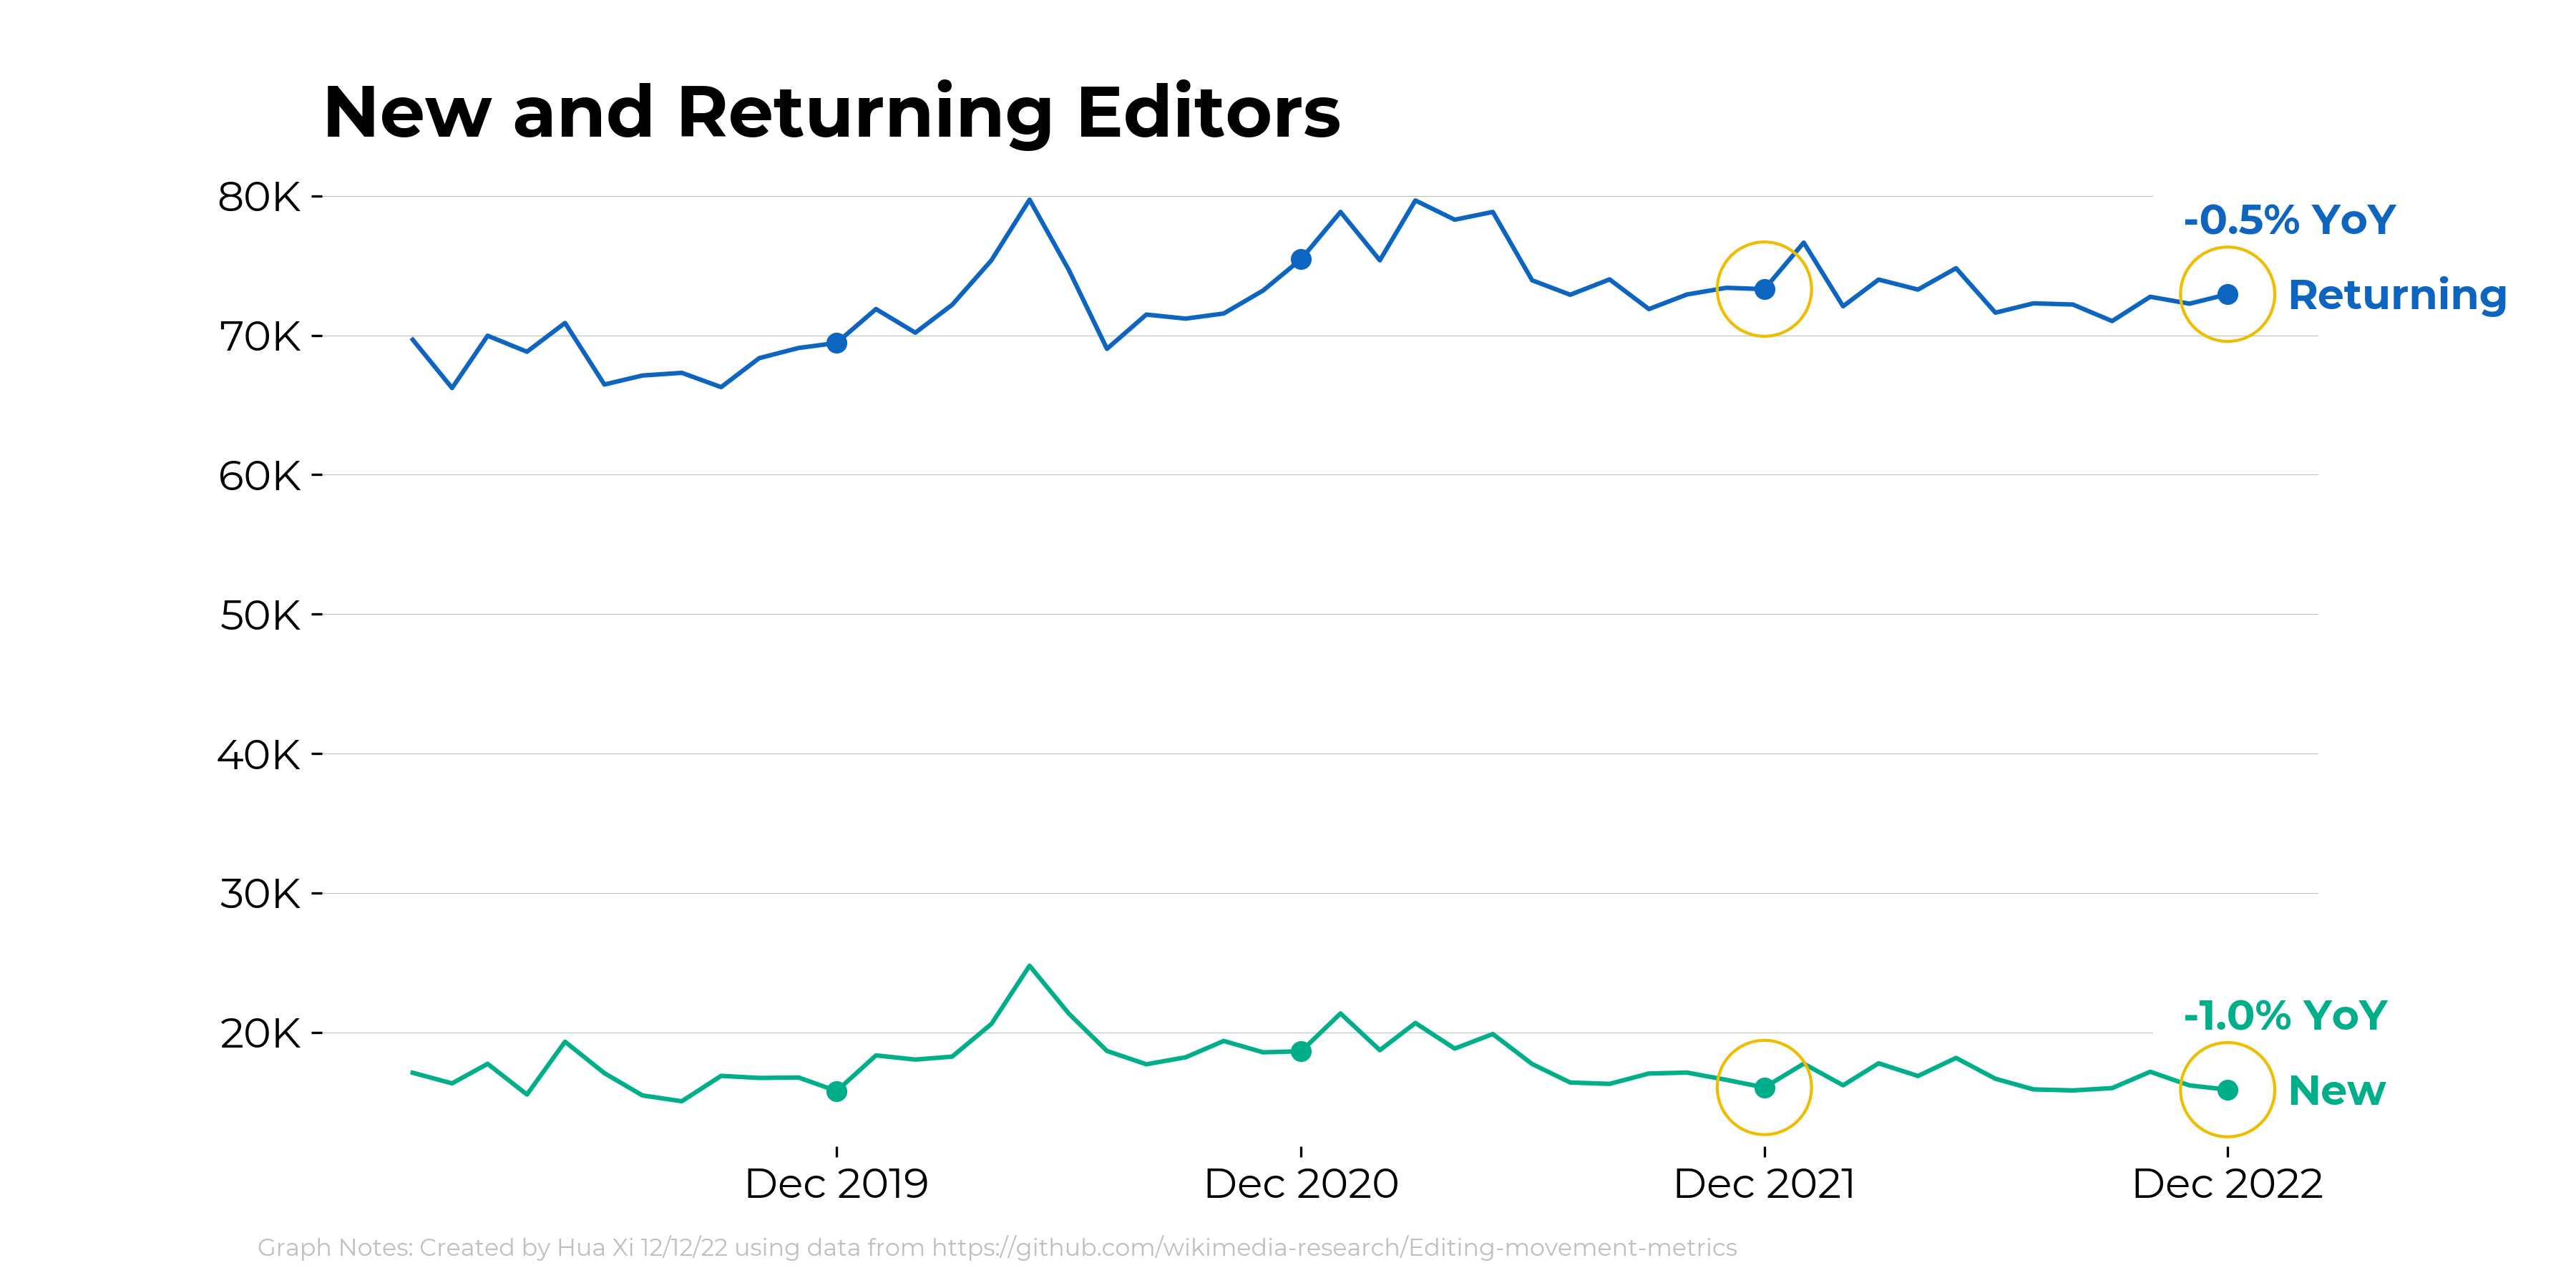 New and Returning Editors
80K
70K
60K
50K
40K
30K
20K
-0.5% YoY
Returning
-1.0% YoY
New
Dec 2019
Dec 2020
Dec 2021
Dec 2022
Graph Notes: Created by Hua Xi 12/12/22 using data from https://github.com/wikimedia-research/Editing-movement-metrics